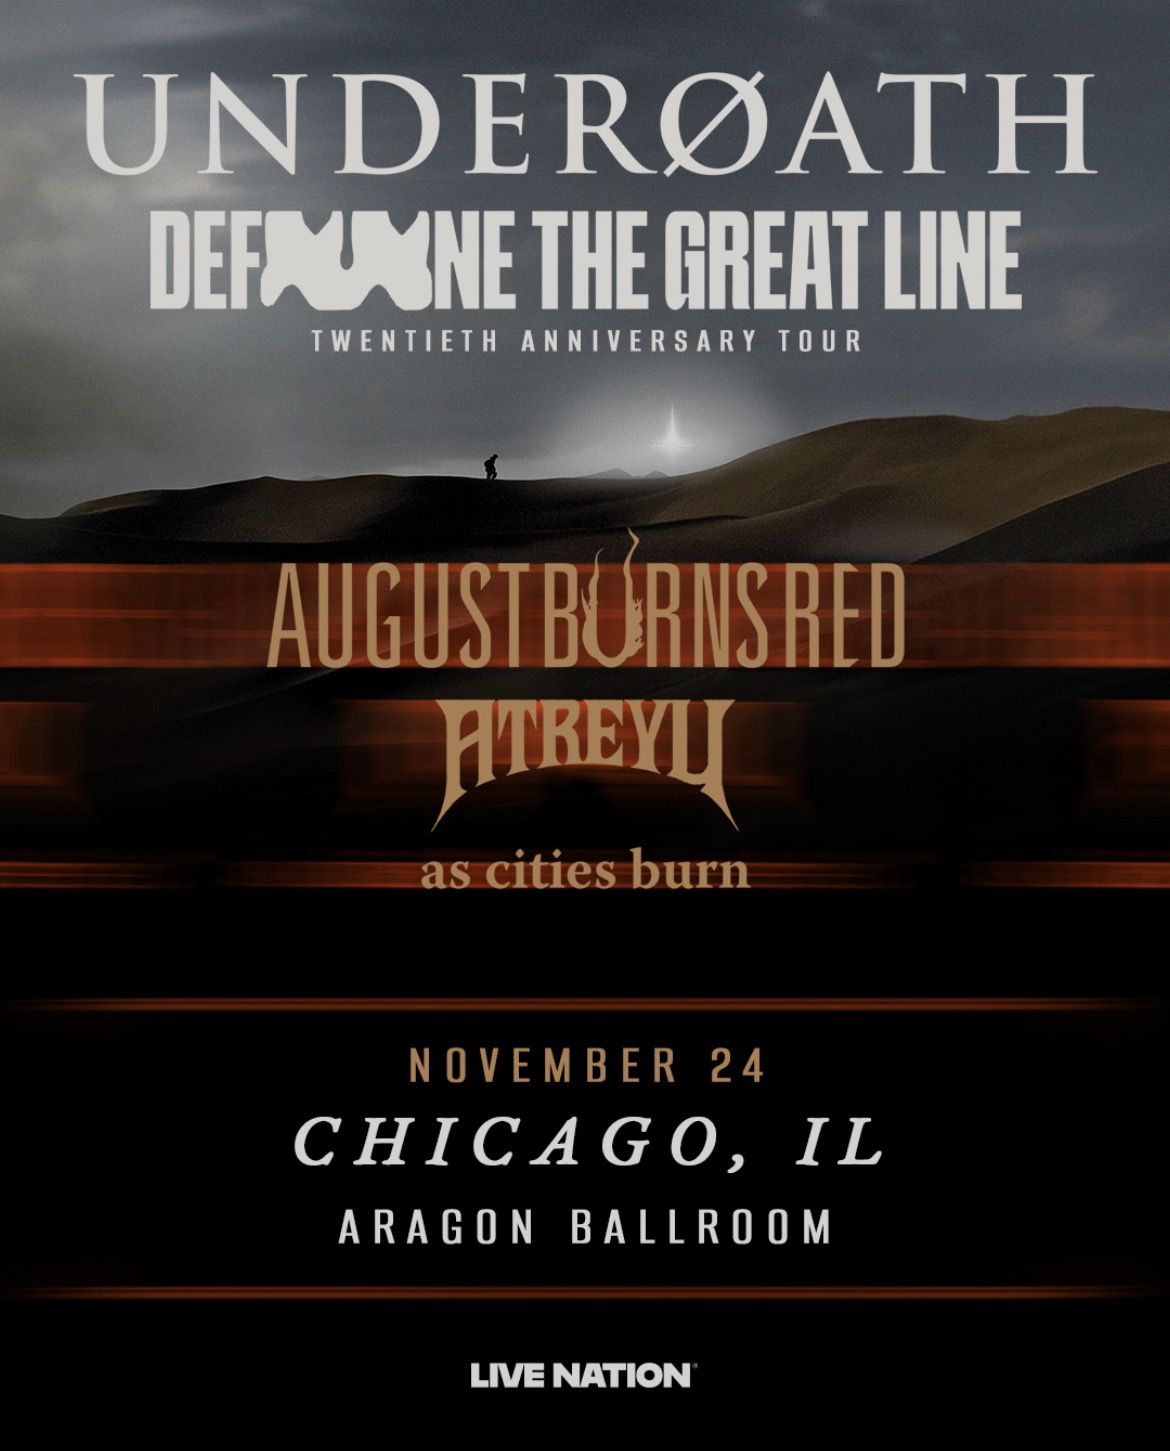 UNDERØATH
DEFINE THE GREAT LINE
TWENTIETH ANNIVERSARY TOUR
AUGUST BURNS RED
ATREYU
as cities burn
NOVEMBER 24
CHICAGO, IL
ARAGON BALLROOM
LIVE NATION®